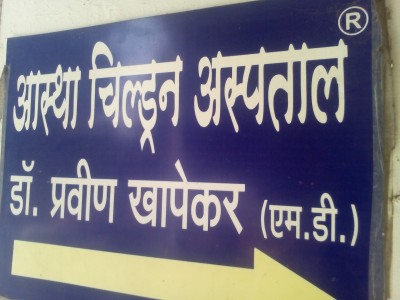 ®
आस्था चिल्ड्रन अस्पताल
डॉ. प्रवीण खापेकर (एम.डी.)